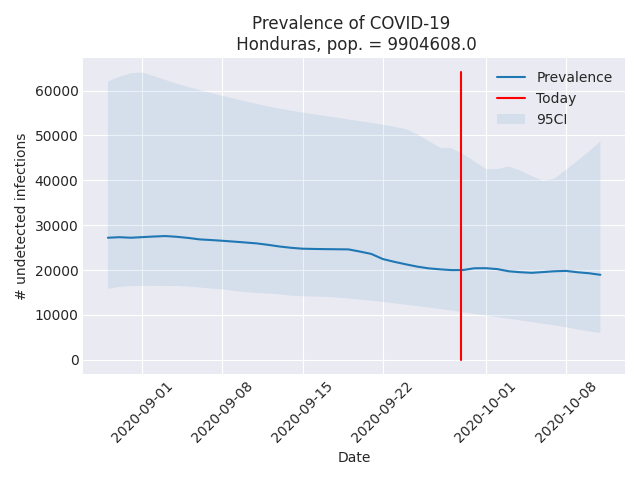 Prevalence of COVID-19
Honduras, pop. = 9904608.0
Prevalence
Today
95CI
# undetected infections
60000
50000
40000
30000
20000
10000
0
2020-09-01
2020-09-08
2020-09-15
2020-09-22
2020-10-01
2020-10-08
Date